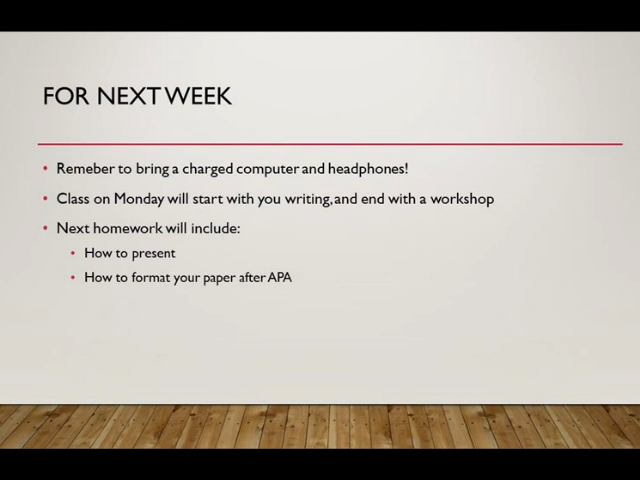 FOR NEXT WEEK
• Remeber to bring a charged computer and headphones!
• Class on Monday will start with you writing, and end with a workshop
• Next homework will include:
• How to present
• How to format your paper after APA